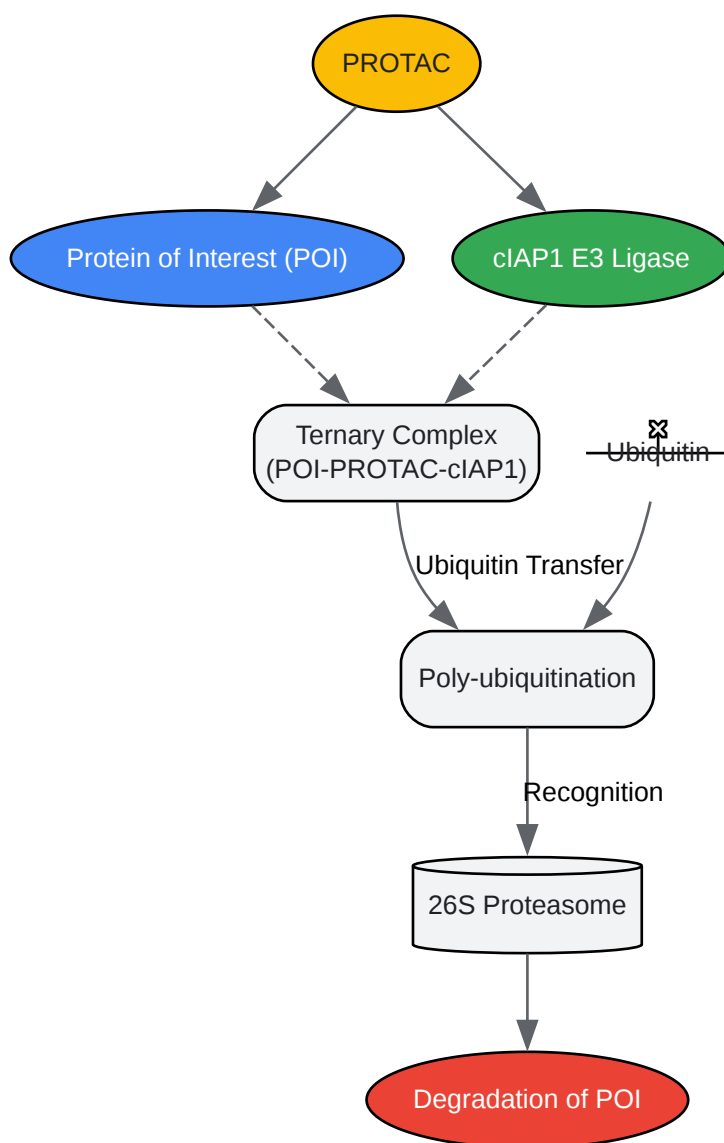 PROTAC
Protein of Interest (POI)
cIAP1 E3 Ligase
Ternary Complex
(POI-PROTAC-cIAP1)
Ubiquitin
Ubiquitin Transfer
Poly-ubiquitination
Recognition
26S Proteasome
Degradation of POI